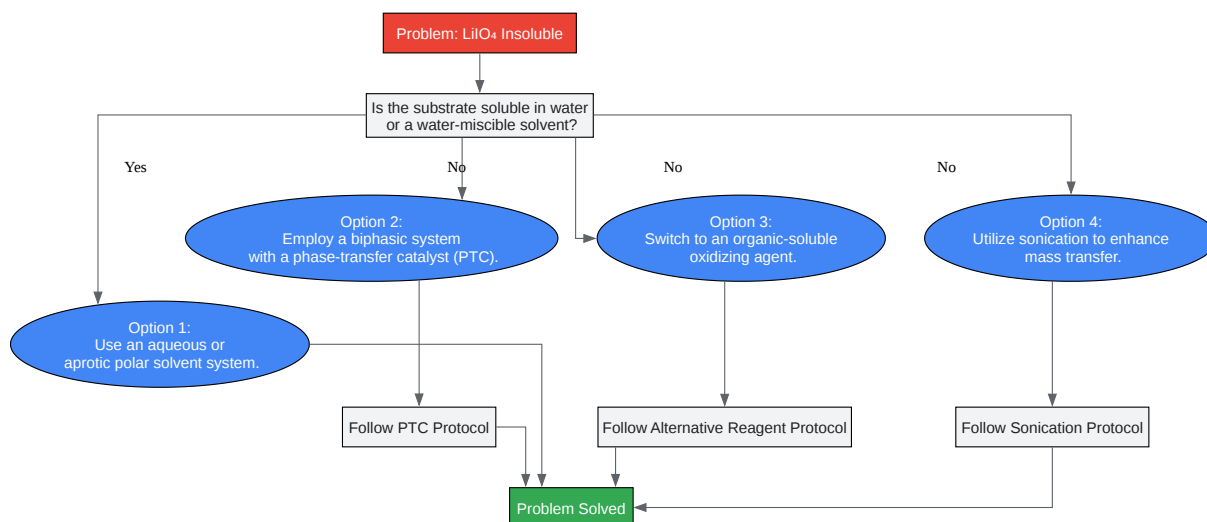 Problem: LiIO₄ Insoluble
Is the substrate soluble in water
or a water-miscible solvent?
Yes
No
No
No
Option 2:
Employ a biphasic system
with a phase-transfer catalyst (PTC).
Option 3:
Switch to an organic-soluble
oxidizing agent.
Option 4:
Utilize sonication to enhance
mass transfer.
Option 1:
Use an aqueous or
aprotic polar solvent system.
Follow PTC Protocol
Follow Alternative Reagent Protocol
Follow Sonication Protocol
Problem Solved